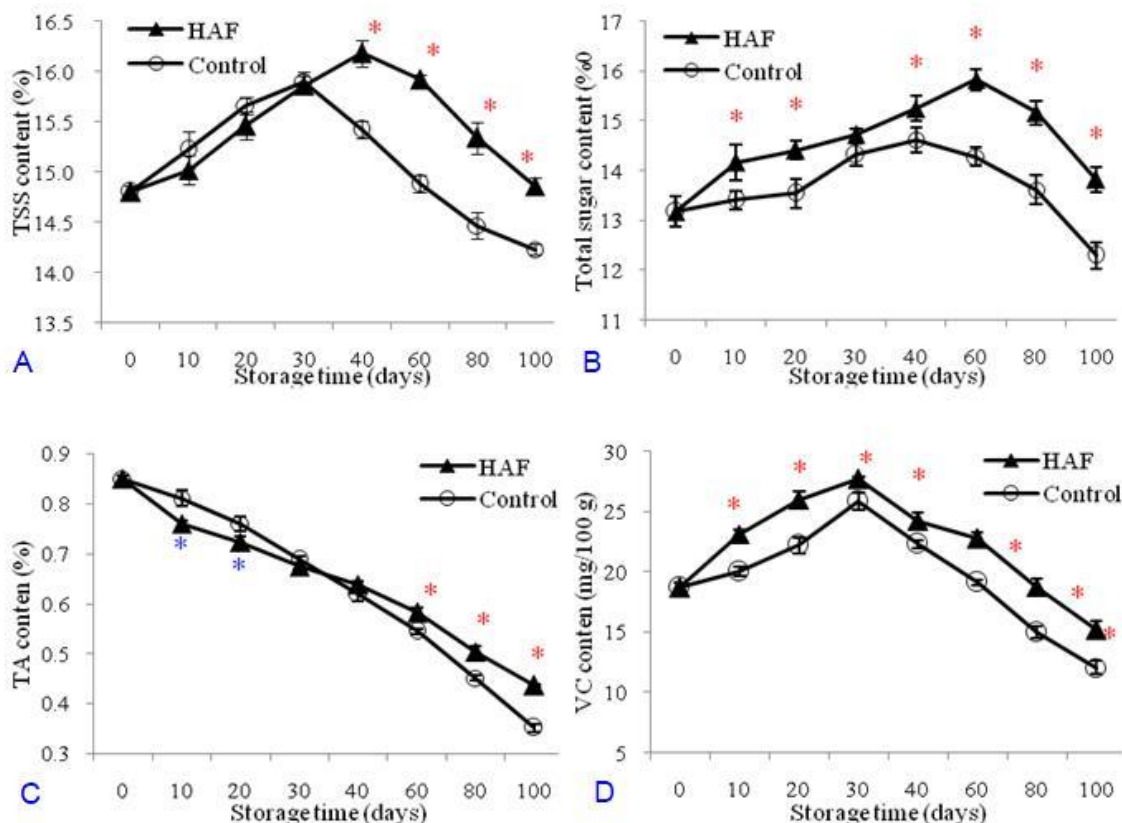 16.5
16.0
15.5
15.0
14.5
14.0
13.5
TSS content (%)
HAF
Control
* * * *
0 10 20 30 40 60 80 100
Storage time (days)
A
17
16
15
14
13
12
11
Total sugar content (%0
HAF
Control
* * * * * *
0 10 20 30 40 60 80 100
Storage time (days)
B
0.9
0.8
0.7
0.6
0.5
0.4
0.3
TA conten (%)
HAF
Control
* * * * *
0 10 20 30 40 60 80 100
Storage time (days)
C
30
25
20
15
10
5
VC conten (mg/100 g)
HAF
Control
* * * * * * *
0 10 20 30 40 60 80 100
Storage time (days)
D